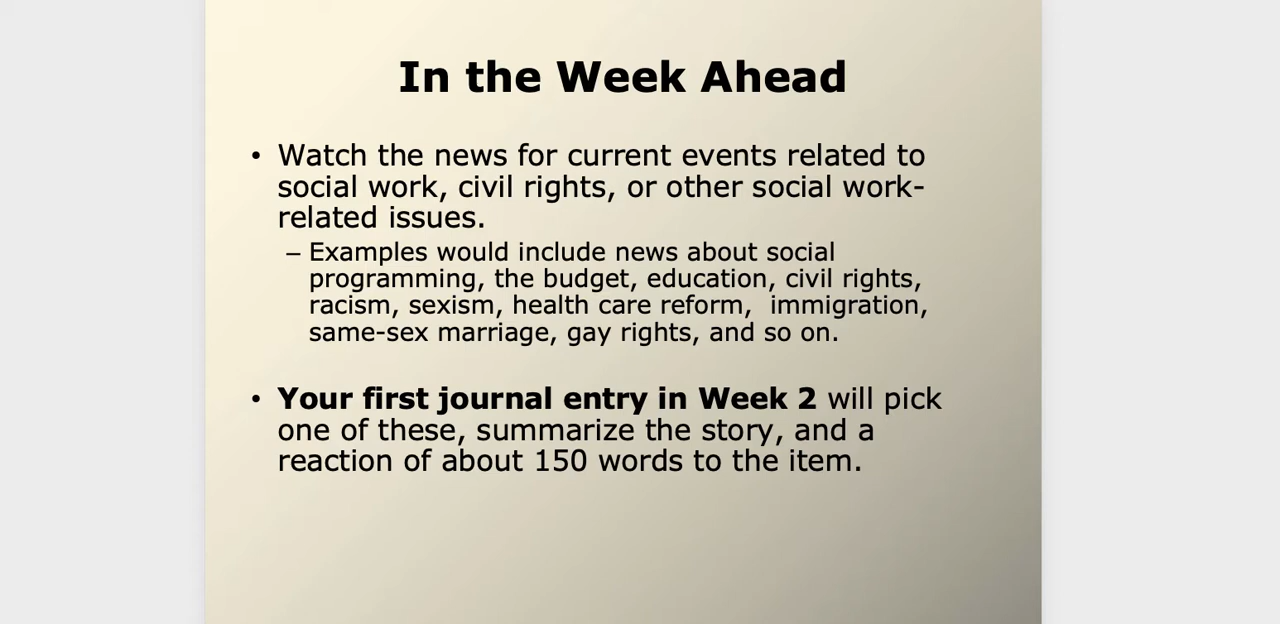 In the Week Ahead
• Watch the news for current events related to
social work, civil rights, or other social work-
related issues.
– Examples would include news about social
programming, the budget, education, civil rights,
racism, sexism, health care reform,  immigration,
same-sex marriage, gay rights, and so on.
• Your first journal entry in Week 2 will pick
one of these, summarize the story, and a
reaction of about 150 words to the item.